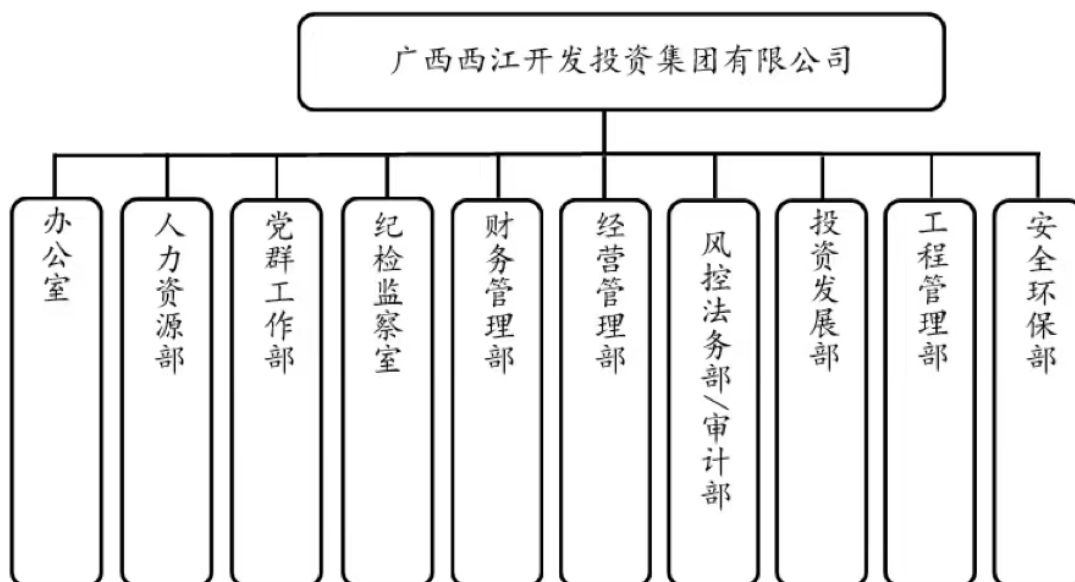 广西西江开发投资集团有限公司
办公室
人力资源部
党群工作部
纪检监察室
财务管理部
经营管理部
风控法务部/审计部
投资发展部
工程管理部
安全环保部